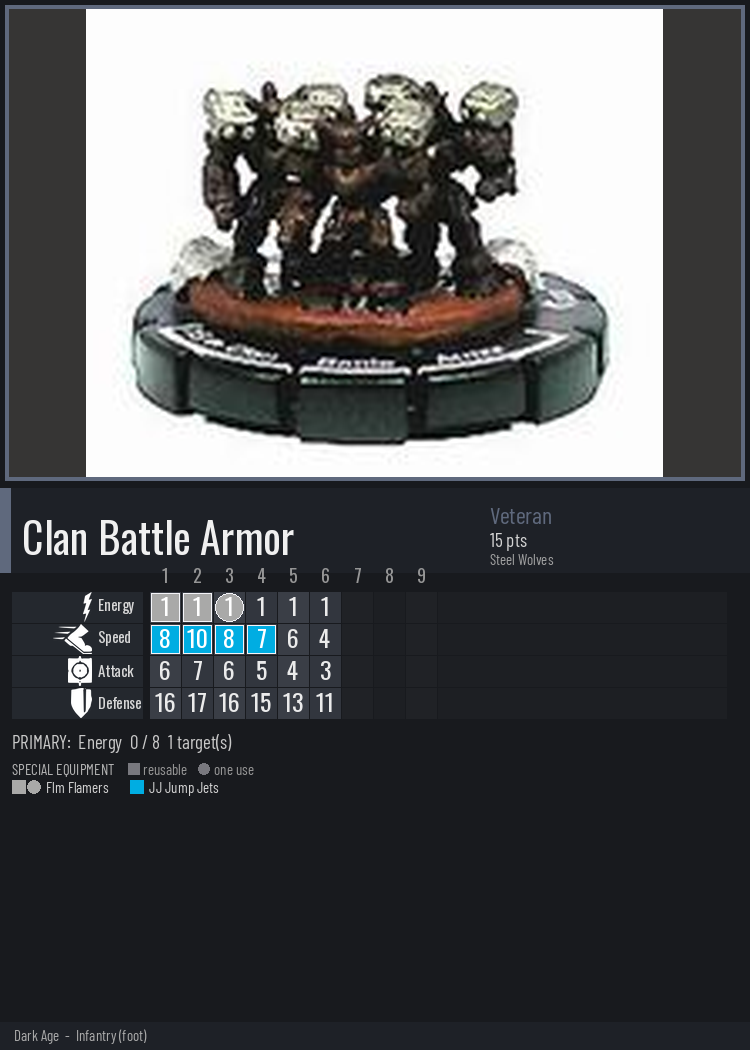 Clan Battle Armor
Veteran
15 pts
Steel Wolves
1 2 3 4 5 6 7 8 9
Energy 1 1 1 1 1 1
Speed 8 10 8 7 6 4
Attack 6 7 6 5 4 3
Defense 16 17 16 15 13 11
PRIMARY: Energy 0 / 8 1 target(s)
SPECIAL EQUIPMENT reusable one use
Flm Flamers JJ Jump Jets
Dark Age - Infantry (foot)